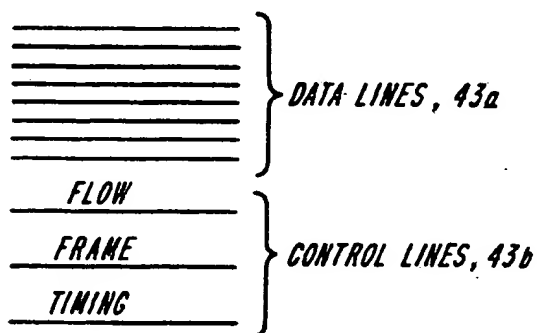 DATA LINES, 43a
FLOW
FRAME
CONTROL LINES, 43b
TIMING